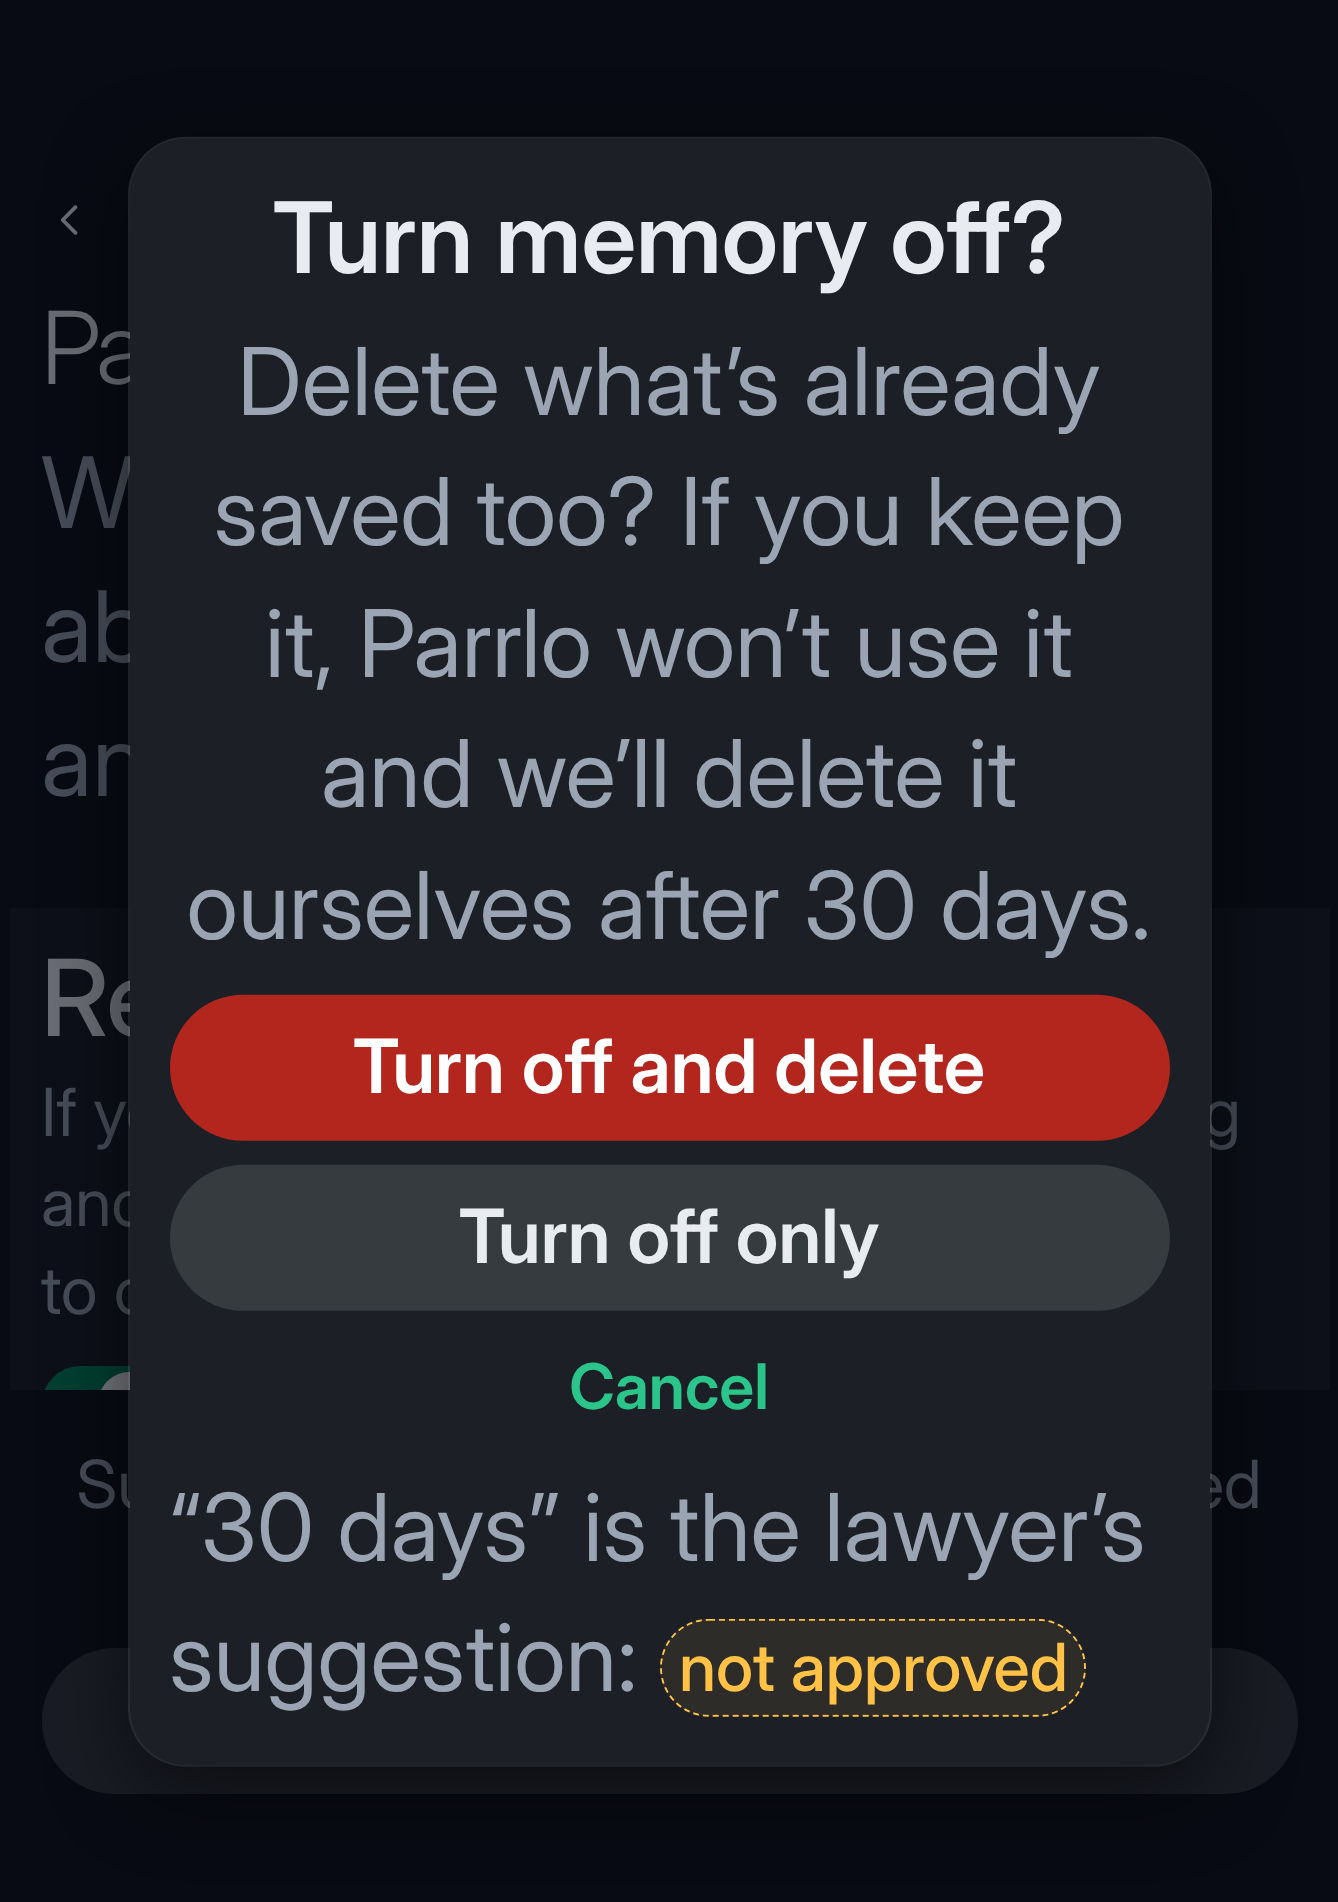 Turn memory off?
Delete what’s already
saved too? If you keep
it, Parrlo won’t use it
and we’ll delete it
ourselves after 30 days.
Turn off and delete
Turn off only
Cancel
“30 days” is the lawyer’s
suggestion: not approved